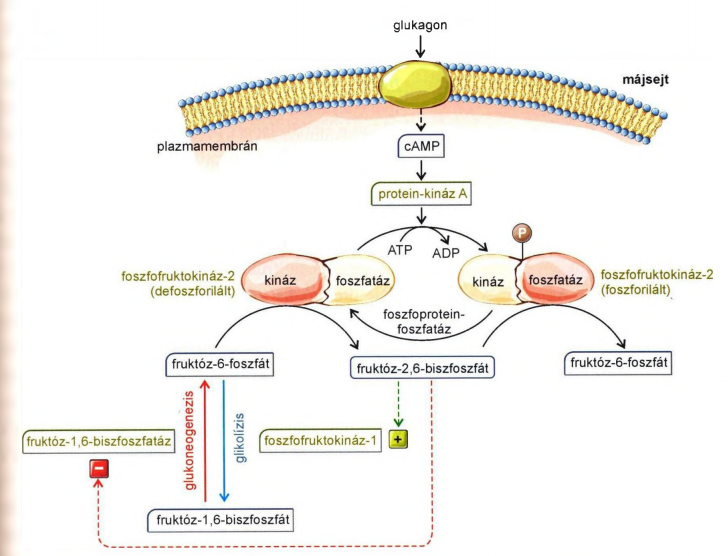 glukagon
májsejt
plazmamembrán
cAMP
protein-kináz A
ATP
ADP
P
foszfofruktokináz-2
(defoszforilált)
kináz
foszfatáz
kináz
foszfatáz
foszfofruktokináz-2
(foszforilált)
foszfoprotein-
foszfatáz
fruktóz-6-foszfát
fruktóz-2,6-biszfoszfát
fruktóz-6-foszfát
glukoneogenezis
glikolízis
fruktóz-1,6-biszfoszfatáz
foszfofruktokináz-1
+
−
fruktóz-1,6-biszfoszfát